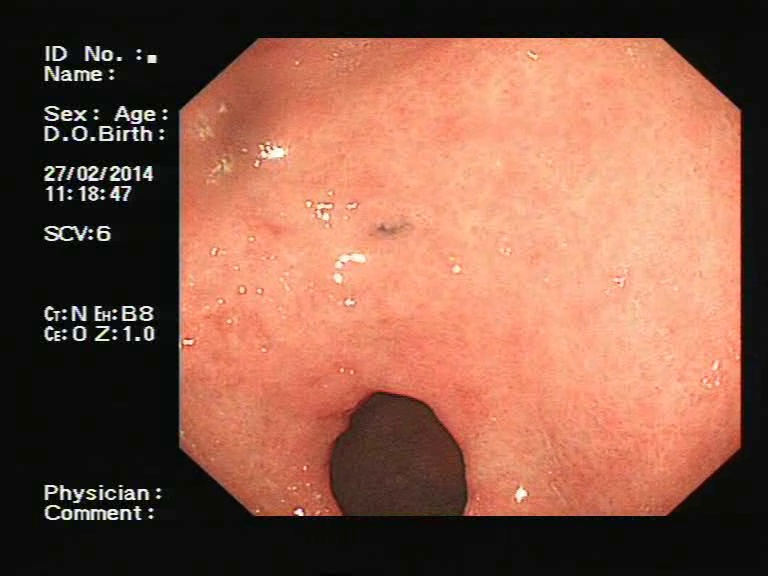 ID No. :
Name:
Sex: Age:
D.O.Birth:
27/02/2014
11:18:47
SCV:6
CT:N EH:B8
CE:0 Z:1.0
Physician:
Comment: